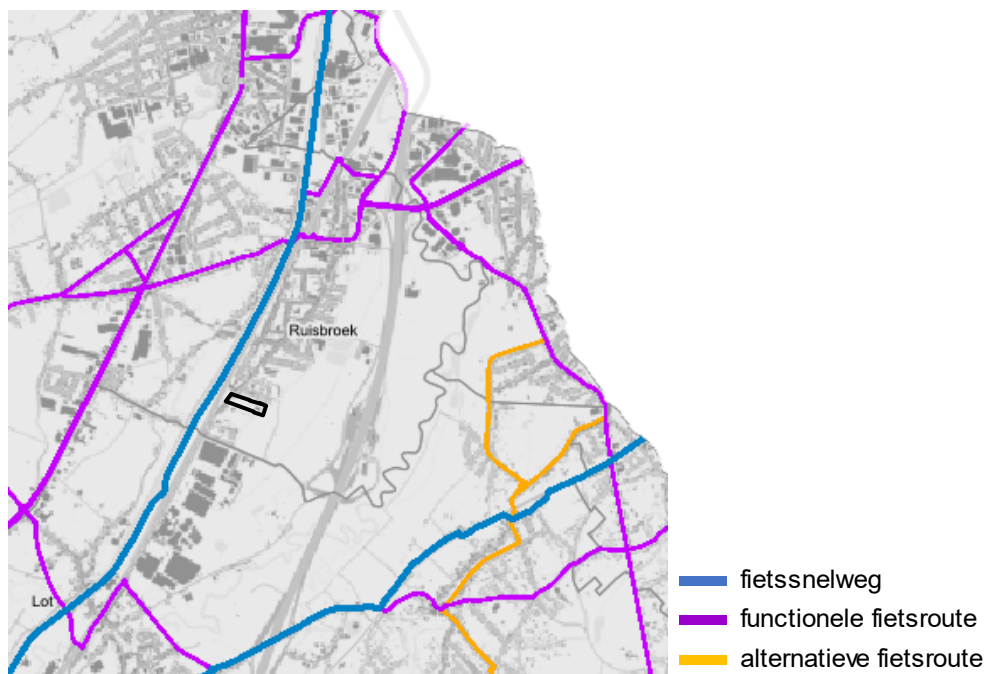 Ruisbroek
Lot
fietssnelweg
functionele fietsroute
alternatieve fietsroute